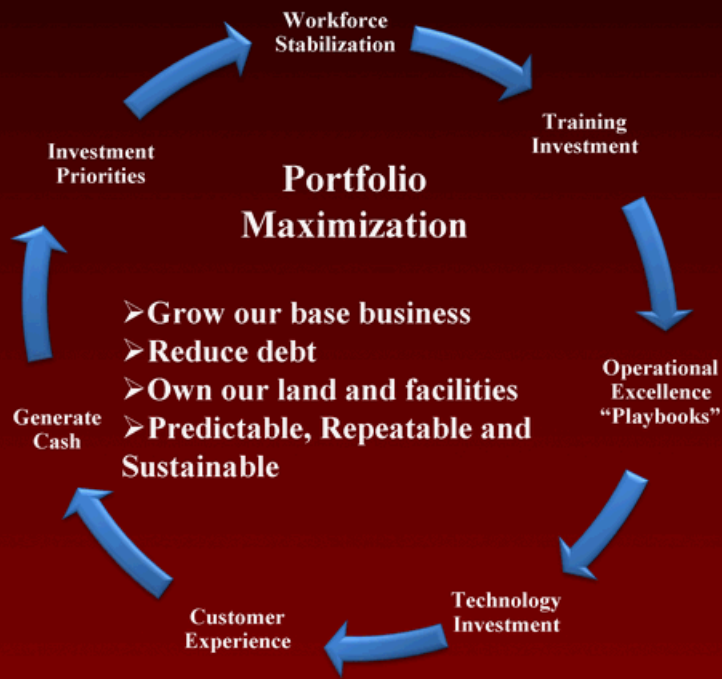 Workforce
Stabilization
Training
Investment
Investment
Priorities
Portfolio
Maximization
➢Grow our base business
➢Reduce debt
➢Own our land and facilities
➢Predictable, Repeatable and
Sustainable
Operational
Excellence
“Playbooks”
Generate
Cash
Technology
Investment
Customer
Experience